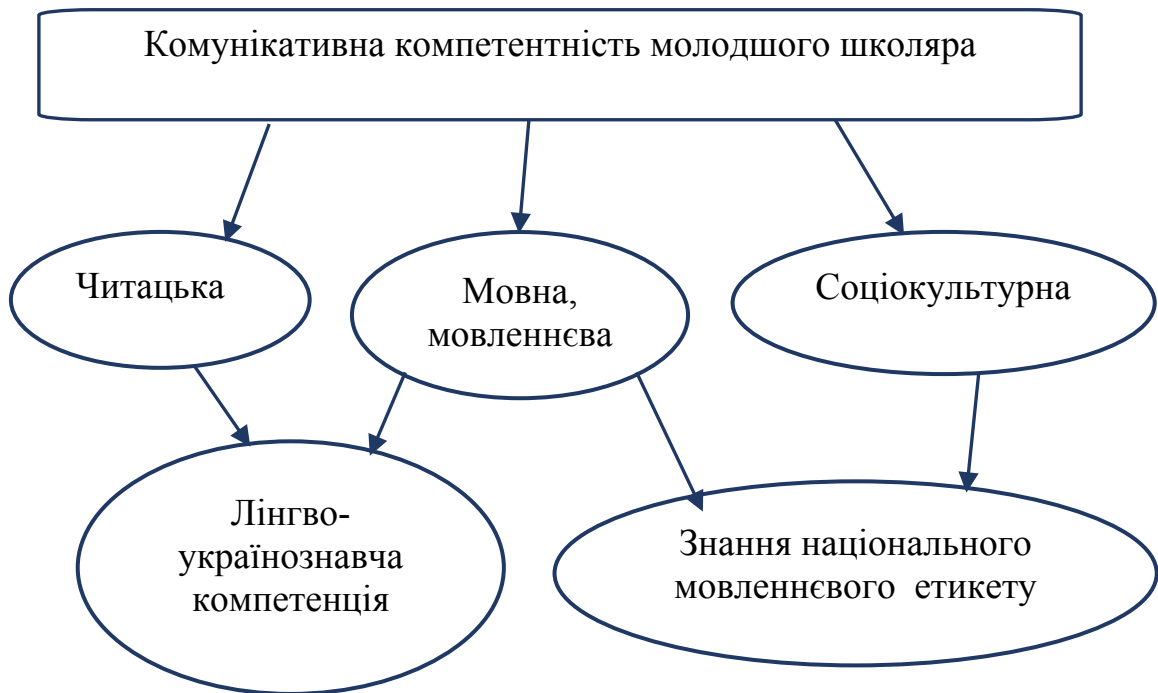 Комунікативна компетентність молодшого школяра
Читацька
Мовна,
мовленнєва
Соціокультурна
Лінгво-
українознавча
компетенція
Знання національного
мовленнєвого етикету